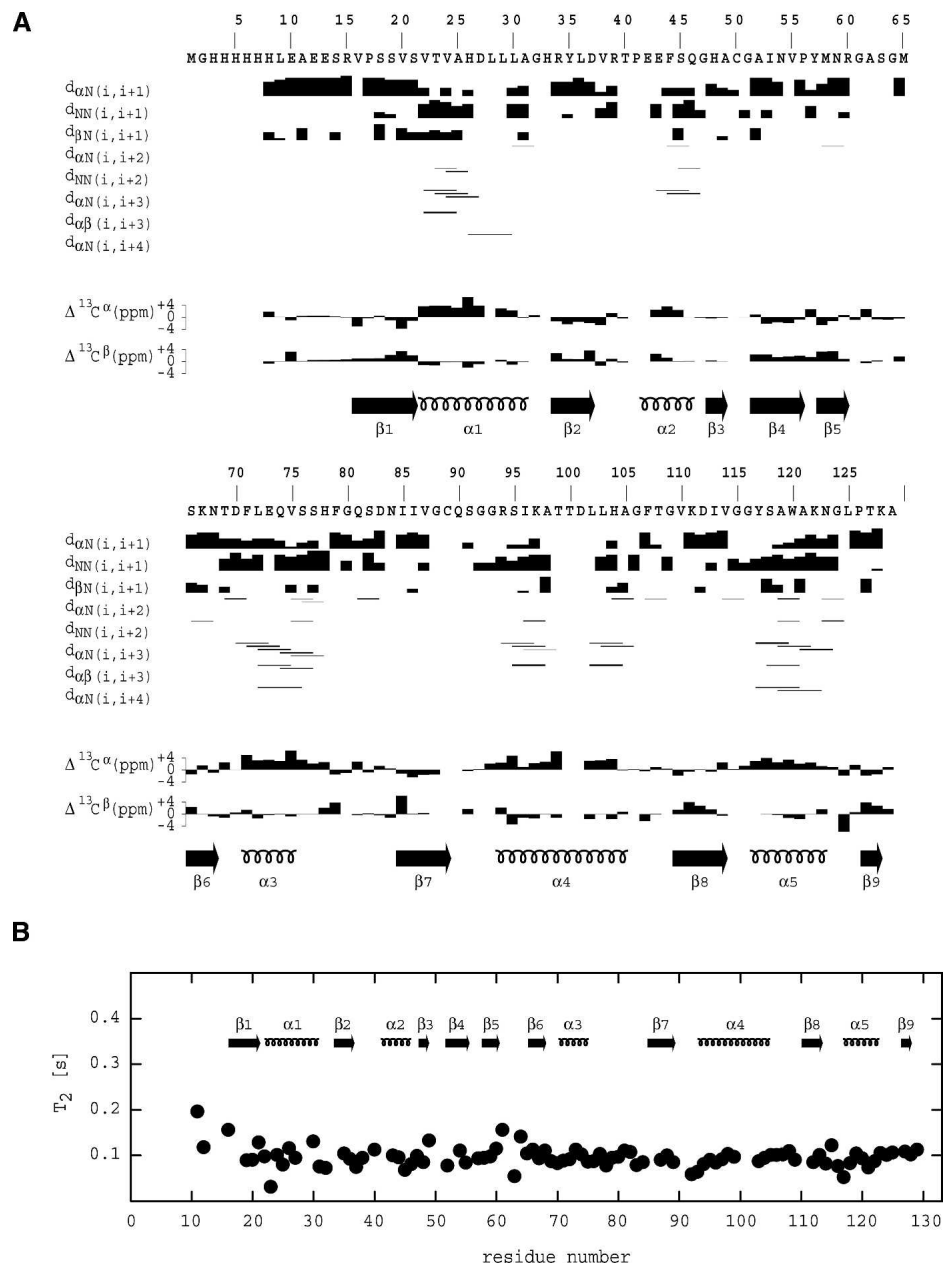 A
5 10 15 20 25 30 35 40 45 50 55 60 65
MGHHHHHHLEAEESRVPSSVSVTVAHDLLLAGHRYLDVRTPEEFSQGHACGAINVPYMNRGASGM
dαN(i,i+1)
dNN(i,i+1)
dβN(i,i+1)
dαN(i,i+2)
dNN(i,i+2)
dαN(i,i+3)
dαβ(i,i+3)
dαN(i,i+4)
Δ 13Cα(ppm) +4 0 -4
Δ 13Cβ(ppm) +4 0 -4
β1 α1 β2 α2 β3 β4 β5
70 75 80 85 90 95 100 105 110 115 120 125
SKNTDFLEQVSSHFGQSDNIIVGCQSGGRSIKATTDLLHAGFTGVKDIVGGYSAWAKNGLPTKA
dαN(i,i+1)
dNN(i,i+1)
dβN(i,i+1)
dαN(i,i+2)
dNN(i,i+2)
dαN(i,i+3)
dαβ(i,i+3)
dαN(i,i+4)
Δ 13Cα(ppm) +4 0 -4
Δ 13Cβ(ppm) +4 0 -4
β6 α3 β7 α4 β8 α5 β9
B
β1 α1 β2 α2 β3 β4 β5 β6 α3 β7 α4 β8 α5 β9
0.4
0.3
0.2
0.1
T2 [s]
0 10 20 30 40 50 60 70 80 90 100 110 120 130
residue number